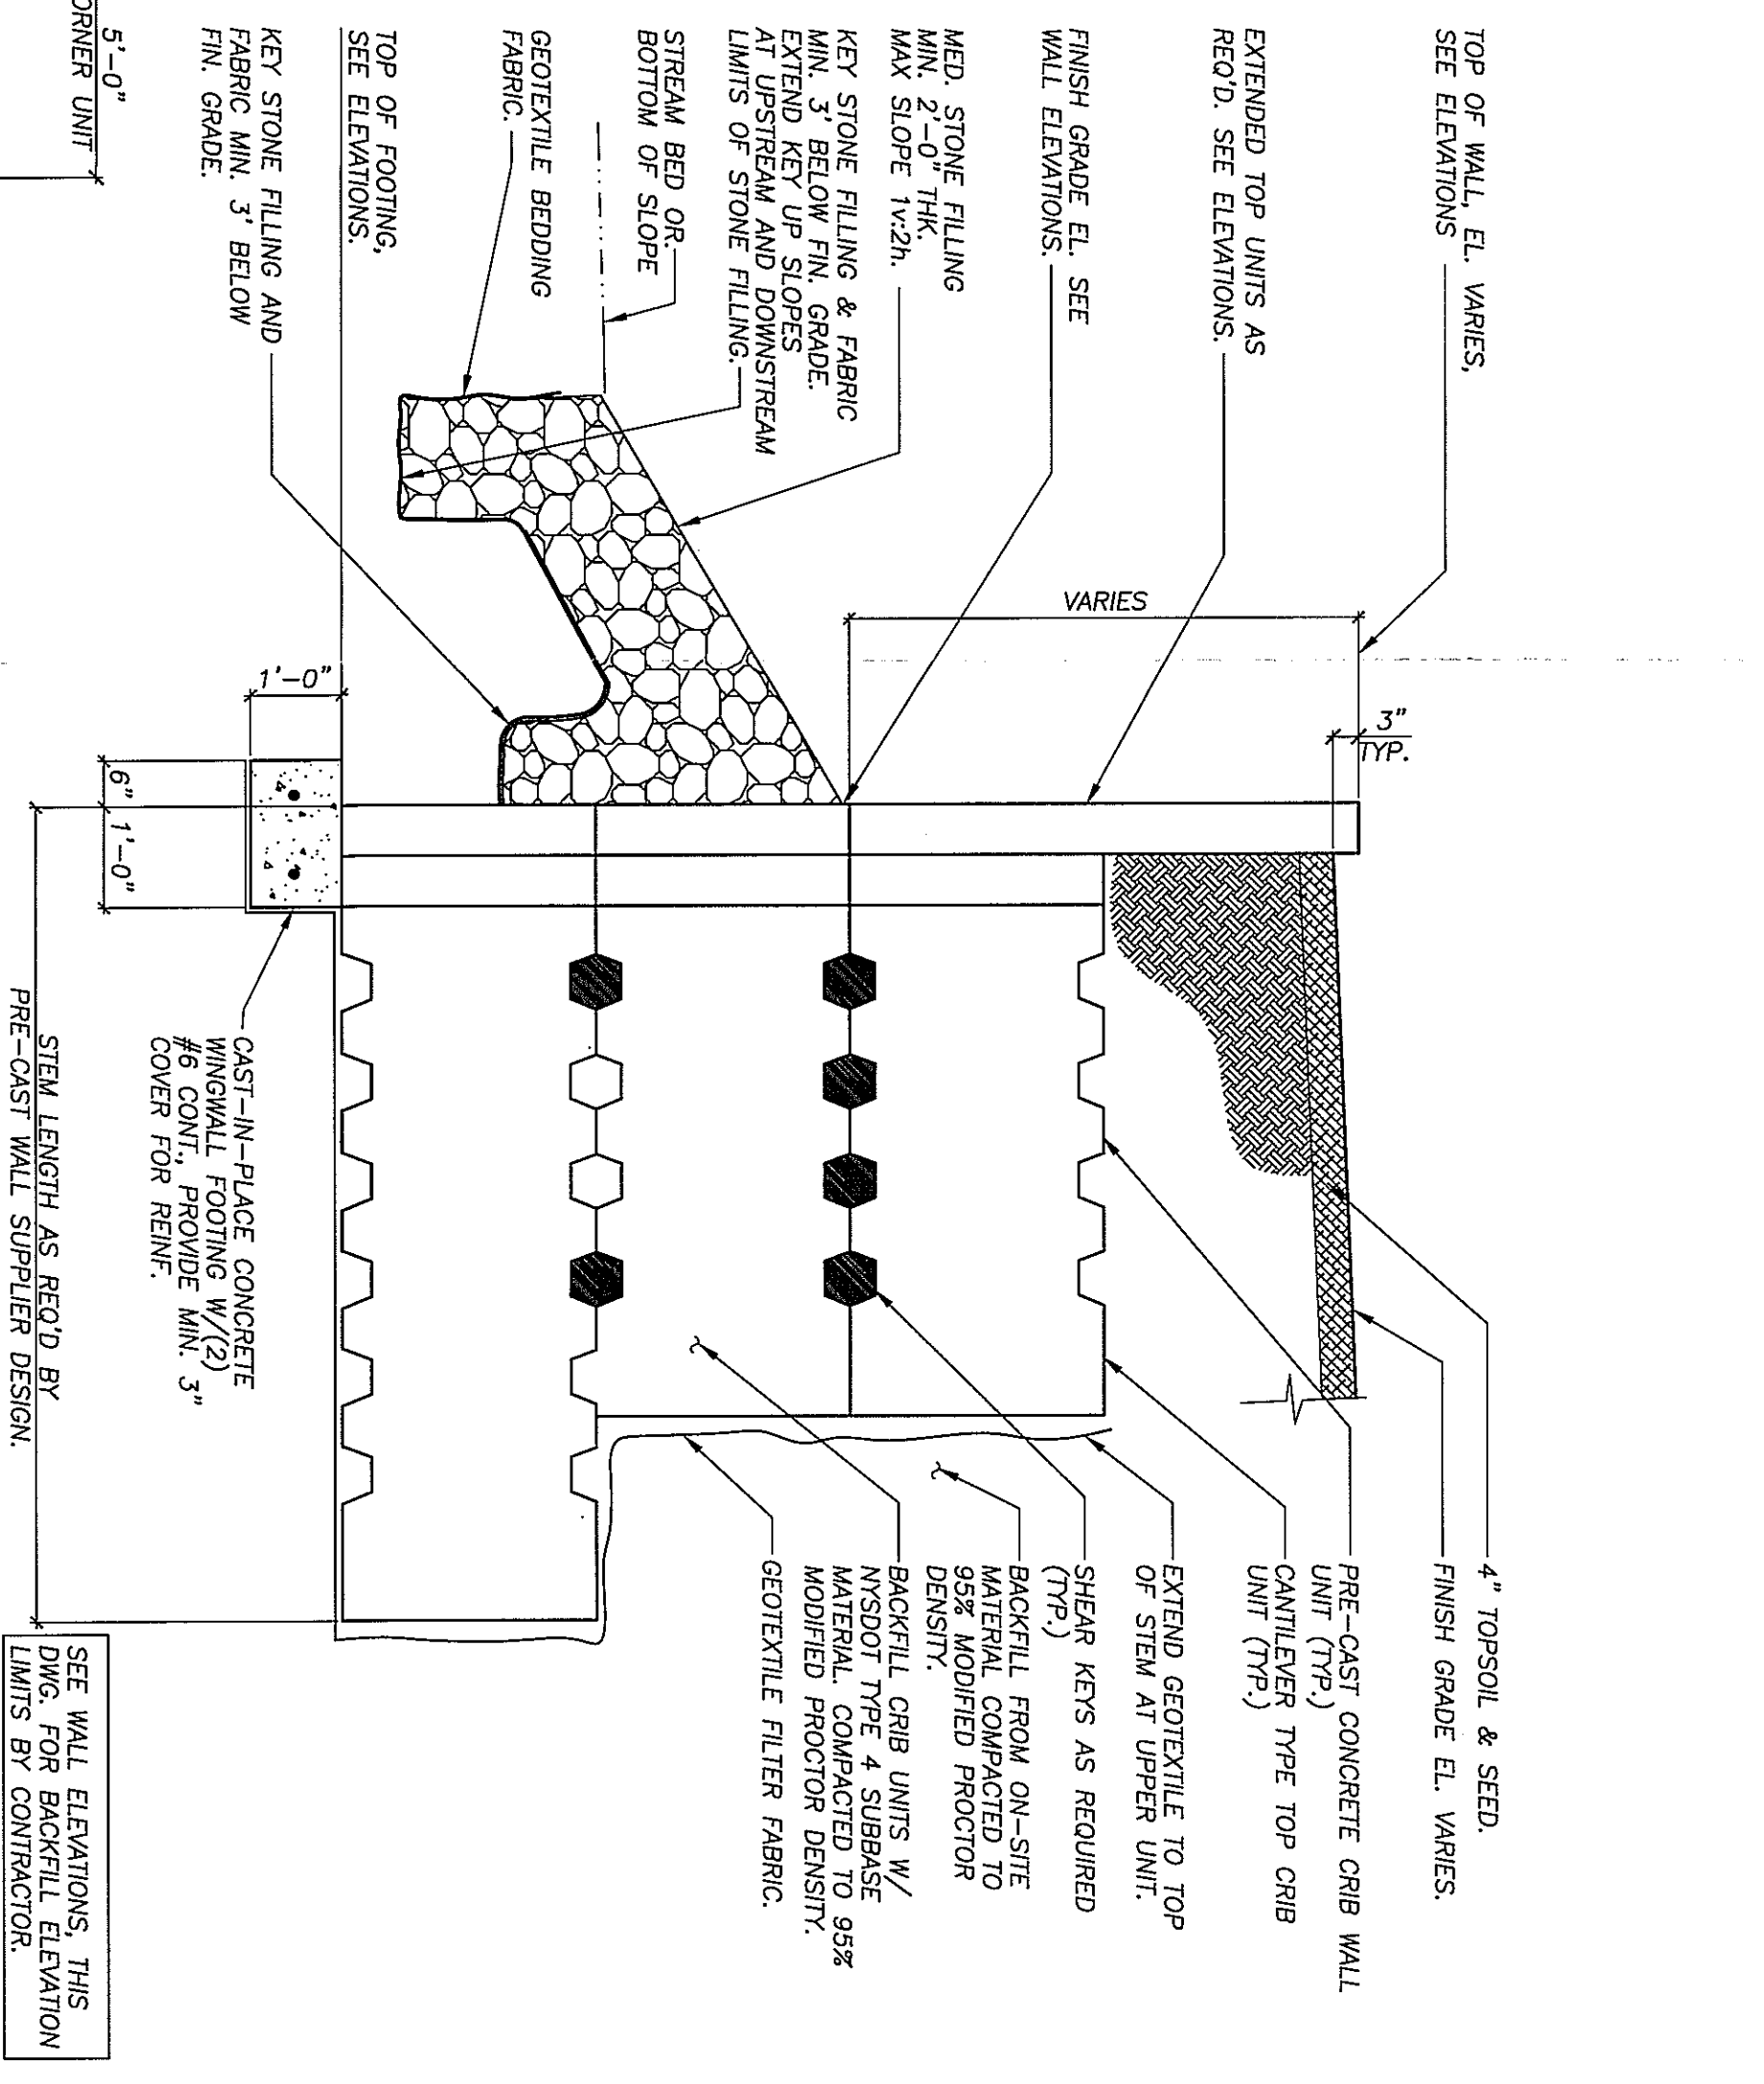 TOP OF WALL, EL. VARIES,
SEE ELEVATIONS
EXTENDED TOP UNITS AS
REQ'D. SEE ELEVATIONS.
FINISH GRADE EL. SEE
WALL ELEVATIONS.
MED. STONE FILLING
MIN. 2'-0" THK.
MAX SLOPE 1v:2h.
KEY STONE FILLING & FABRIC
MIN. 3' BELOW FIN. GRADE.
EXTEND KEY UP SLOPES
AT UPSTREAM AND DOWNSTREAM
LIMITS OF STONE FILLING.
STREAM BED OR
BOTTOM OF SLOPE
GEOTEXTILE BEDDING
FABRIC.
TOP OF FOOTING,
SEE ELEVATIONS.
KEY STONE FILLING AND
FABRIC MIN. 3' BELOW
FIN. GRADE.
5'-0"
ORNER UNIT
VARIES
3"
TYP.
1'-0"
6"
1'-0"
4" TOPSOIL & SEED.
FINISH GRADE EL. VARIES.
PRE-CAST CONCRETE CRIB WALL
UNIT (TYP.)
CANTILEVER TYPE TOP CRIB
UNIT (TYP.)
EXTEND GEOTEXTILE TO TOP
OF STEM AT UPPER UNIT.
SHEAR KEYS AS REQUIRED
(TYP.)
BACKFILL FROM ON-SITE
MATERIAL COMPACTED TO
95% MODIFIED PROCTOR
DENSITY.
BACKFILL CRIB UNITS W/
NYSDOT TYPE 4 SUBBASE
MATERIAL. COMPACTED TO 95%
MODIFIED PROCTOR DENSITY.
GEOTEXTILE FILTER FABRIC.
CAST-IN-PLACE CONCRETE
WINGWALL FOOTING W/(2)
#6 CONT., PROVIDE MIN. 3"
COVER FOR REINF.
STEM LENGTH AS REQ'D BY
PRE-CAST WALL SUPPLIER DESIGN.
SEE WALL ELEVATIONS, THIS
DWG. FOR BACKFILL ELEVATION
LIMITS BY CONTRACTOR.